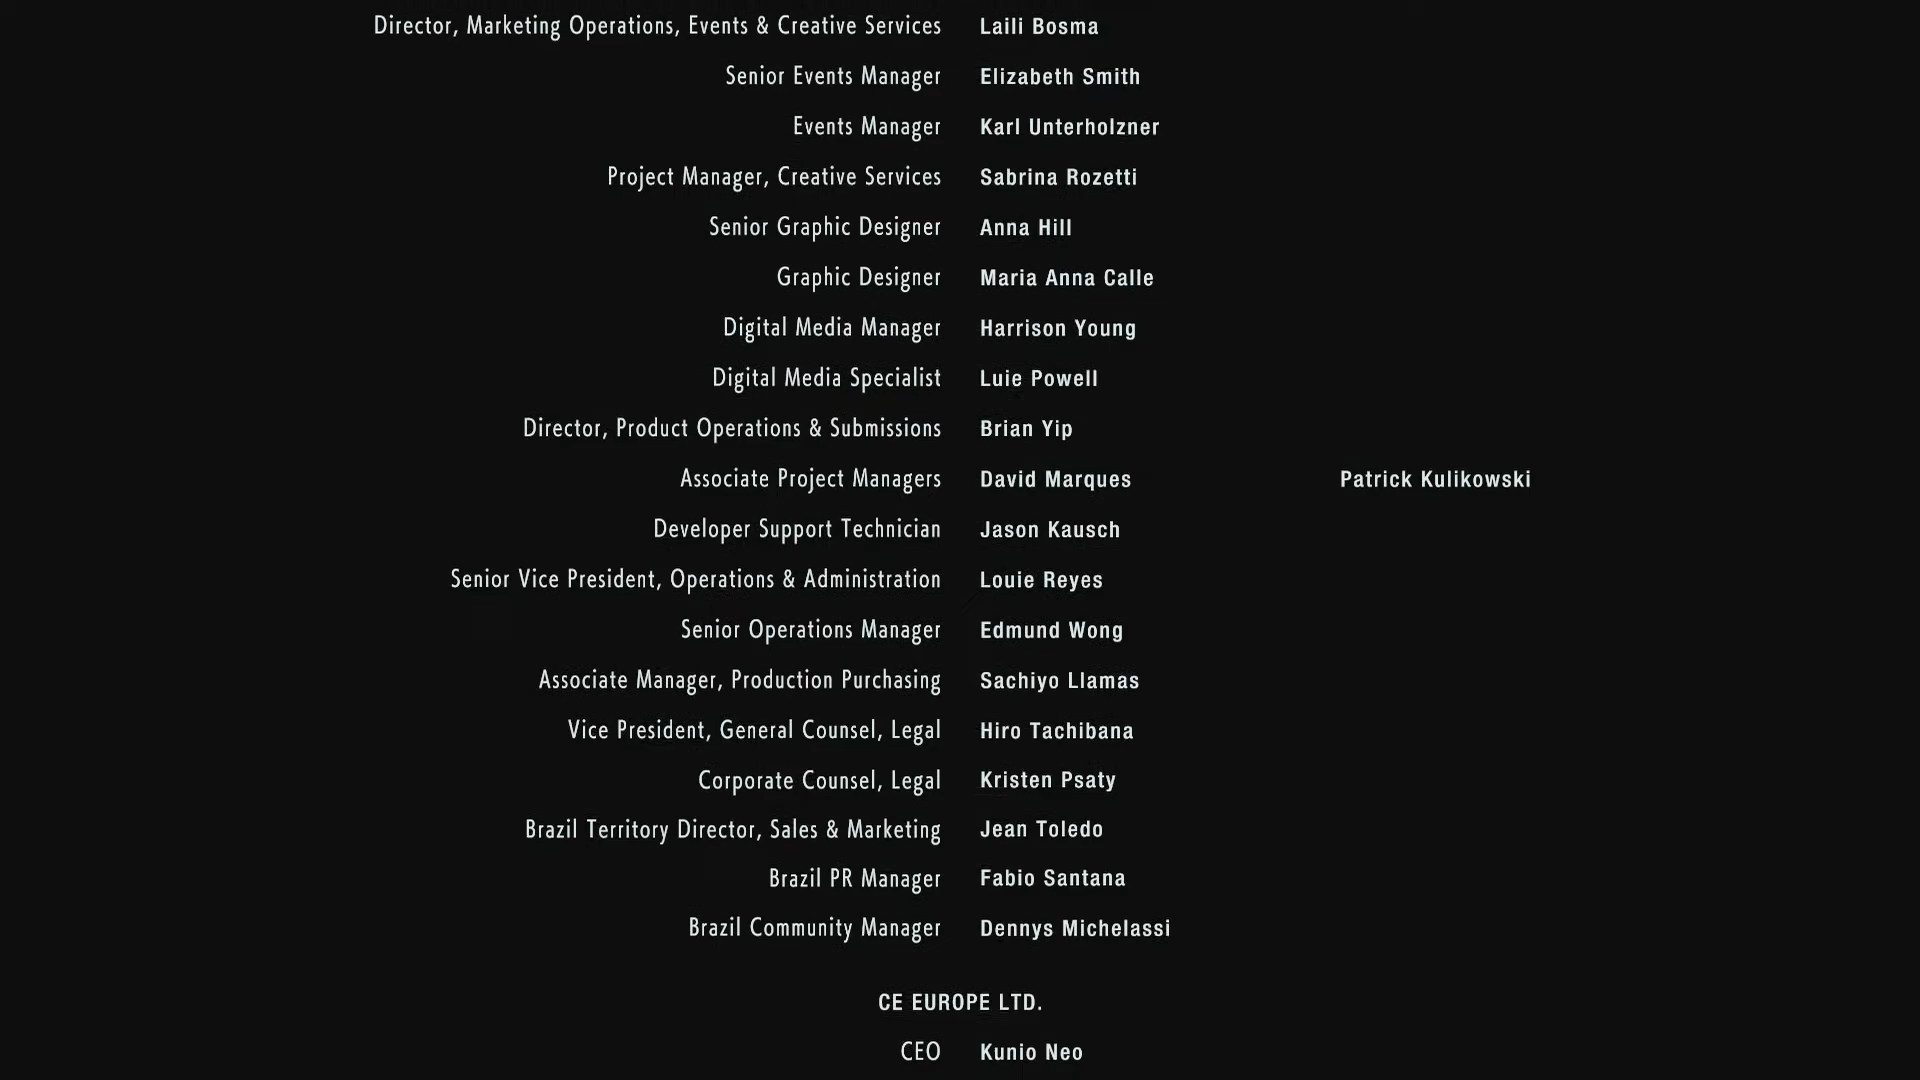 Director, Marketing Operations, Events & Creative Services Laili Bosma
Senior Events Manager Elizabeth Smith
Events Manager Karl Unterholzner
Project Manager, Creative Services Sabrina Rozetti
Senior Graphic Designer Anna Hill
Graphic Designer Maria Anna Calle
Digital Media Manager Harrison Young
Digital Media Specialist Luie Powell
Director, Product Operations & Submissions Brian Yip
Associate Project Managers David Marques Patrick Kulikowski
Developer Support Technician Jason Kausch
Senior Vice President, Operations & Administration Louie Reyes
Senior Operations Manager Edmund Wong
Associate Manager, Production Purchasing Sachiyo Llamas
Vice President, General Counsel, Legal Hiro Tachibana
Corporate Counsel, Legal Kristen Psaty
Brazil Territory Director, Sales & Marketing Jean Toledo
Brazil PR Manager Fabio Santana
Brazil Community Manager Dennys Michelassi
CE EUROPE LTD.
CEO Kunio Neo